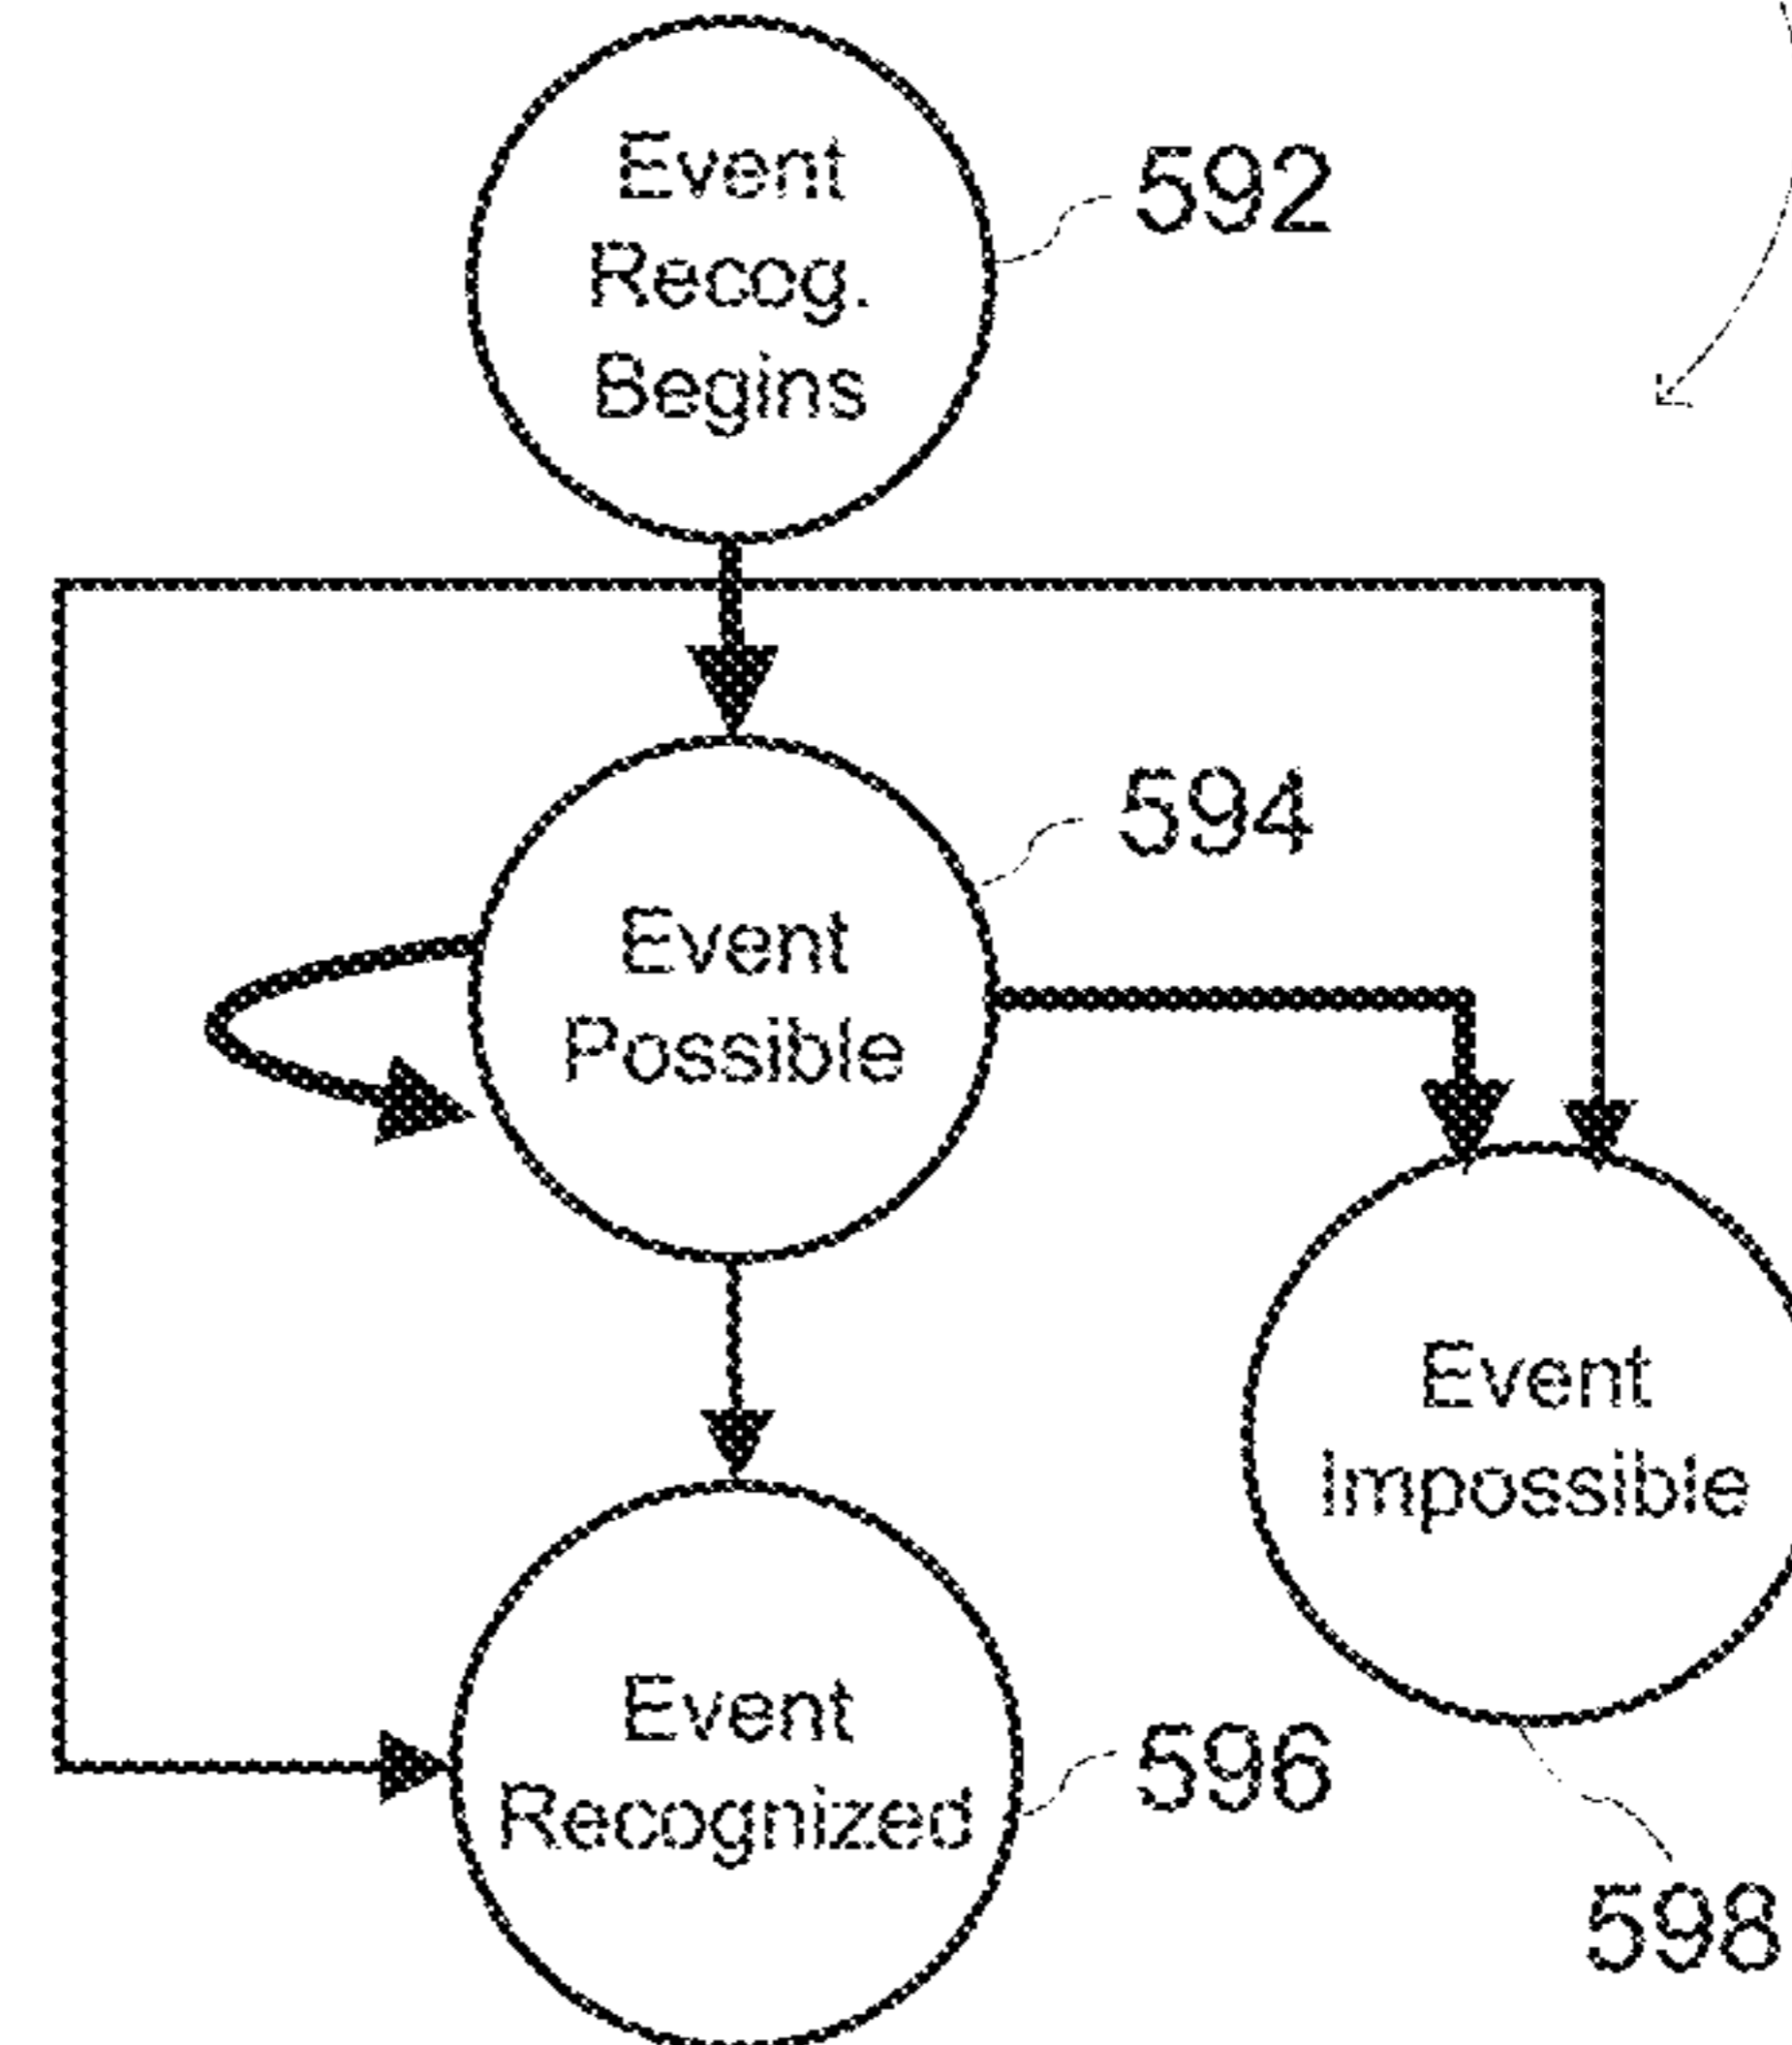 Event
Recog.
Begins
592
594
Event
Possible
Event
Impossible
Event
Recognized
596
598